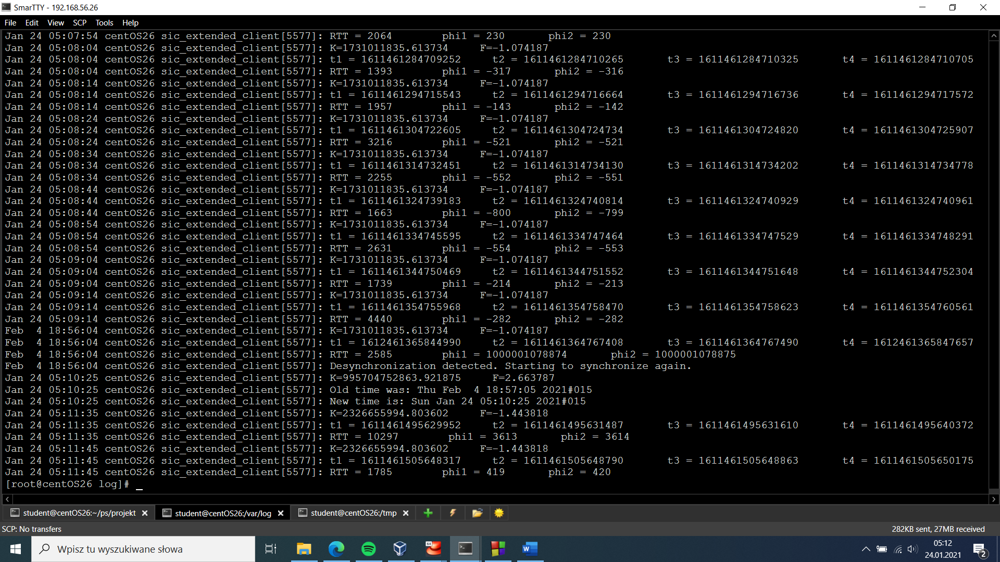 SmarTTY - 192.168.56.26
File Edit View SCP Tools Help
Jan 24 05:07:54 centOS26 sic_extended_client[5577]: RTT = 2064 phi1 = 230 phi2 = 230
Jan 24 05:08:04 centOS26 sic_extended_client[5577]: K=1731011835.613734 F=-1.074187
Jan 24 05:08:04 centOS26 sic_extended_client[5577]: t1 = 1611461284709252 t2 = 1611461284710265 t3 = 1611461284710325 t4 = 1611461284710705
Jan 24 05:08:04 centOS26 sic_extended_client[5577]: RTT = 1393 phi1 = -317 phi2 = -316
Jan 24 05:08:14 centOS26 sic_extended_client[5577]: K=1731011835.613734 F=-1.074187
Jan 24 05:08:14 centOS26 sic_extended_client[5577]: t1 = 1611461294715543 t2 = 1611461294716664 t3 = 1611461294716736 t4 = 1611461294717572
Jan 24 05:08:14 centOS26 sic_extended_client[5577]: RTT = 1957 phi1 = -143 phi2 = -142
Jan 24 05:08:24 centOS26 sic_extended_client[5577]: K=1731011835.613734 F=-1.074187
Jan 24 05:08:24 centOS26 sic_extended_client[5577]: t1 = 1611461304722605 t2 = 1611461304724734 t3 = 1611461304724820 t4 = 1611461304725907
Jan 24 05:08:24 centOS26 sic_extended_client[5577]: RTT = 3216 phi1 = -521 phi2 = -521
Jan 24 05:08:34 centOS26 sic_extended_client[5577]: K=1731011835.613734 F=-1.074187
Jan 24 05:08:34 centOS26 sic_extended_client[5577]: t1 = 1611461314732451 t2 = 1611461314734130 t3 = 1611461314734202 t4 = 1611461314734778
Jan 24 05:08:34 centOS26 sic_extended_client[5577]: RTT = 2255 phi1 = -552 phi2 = -551
Jan 24 05:08:44 centOS26 sic_extended_client[5577]: K=1731011835.613734 F=-1.074187
Jan 24 05:08:44 centOS26 sic_extended_client[5577]: t1 = 1611461324739183 t2 = 1611461324740814 t3 = 1611461324740929 t4 = 1611461324740961
Jan 24 05:08:44 centOS26 sic_extended_client[5577]: RTT = 1663 phi1 = -800 phi2 = -799
Jan 24 05:08:54 centOS26 sic_extended_client[5577]: K=1731011835.613734 F=-1.074187
Jan 24 05:08:54 centOS26 sic_extended_client[5577]: t1 = 1611461334745595 t2 = 1611461334747464 t3 = 1611461334747529 t4 = 1611461334748291
Jan 24 05:08:54 centOS26 sic_extended_client[5577]: RTT = 2631 phi1 = -554 phi2 = -553
Jan 24 05:09:04 centOS26 sic_extended_client[5577]: K=1731011835.613734 F=-1.074187
Jan 24 05:09:04 centOS26 sic_extended_client[5577]: t1 = 1611461344750469 t2 = 1611461344751552 t3 = 1611461344751648 t4 = 1611461344752304
Jan 24 05:09:04 centOS26 sic_extended_client[5577]: RTT = 1739 phi1 = -214 phi2 = -213
Jan 24 05:09:14 centOS26 sic_extended_client[5577]: K=1731011835.613734 F=-1.074187
Jan 24 05:09:14 centOS26 sic_extended_client[5577]: t1 = 1611461354755968 t2 = 1611461354758470 t3 = 1611461354758623 t4 = 1611461354760561
Jan 24 05:09:14 centOS26 sic_extended_client[5577]: RTT = 4440 phi1 = -282 phi2 = -282
Feb  4 18:56:04 centOS26 sic_extended_client[5577]: K=1731011835.613734 F=-1.074187
Feb  4 18:56:04 centOS26 sic_extended_client[5577]: t1 = 1612461365844990 t2 = 1611461364767408 t3 = 1611461364767490 t4 = 1612461365847657
Feb  4 18:56:04 centOS26 sic_extended_client[5577]: RTT = 2585 phi1 = 1000001078874 phi2 = 1000001078875
Feb  4 18:56:04 centOS26 sic_extended_client[5577]: Desynchronization detected. Starting to synchronize again.
Jan 24 05:10:25 centOS26 sic_extended_client[5577]: K=995704752863.921875 F=2.663787
Jan 24 05:10:25 centOS26 sic_extended_client[5577]: Old time was: Thu Feb  4 18:57:05 2021#015
Jan 24 05:10:25 centOS26 sic_extended_client[5577]: New time is: Sun Jan 24 05:10:25 2021#015
Jan 24 05:11:35 centOS26 sic_extended_client[5577]: K=2326655994.803602 F=-1.443818
Jan 24 05:11:35 centOS26 sic_extended_client[5577]: t1 = 1611461495629952 t2 = 1611461495631487 t3 = 1611461495631610 t4 = 1611461495640372
Jan 24 05:11:35 centOS26 sic_extended_client[5577]: RTT = 10297 phi1 = 3613 phi2 = 3614
Jan 24 05:11:45 centOS26 sic_extended_client[5577]: K=2326655994.803602 F=-1.443818
Jan 24 05:11:45 centOS26 sic_extended_client[5577]: t1 = 1611461505648317 t2 = 1611461505648790 t3 = 1611461505648863 t4 = 1611461505650175
Jan 24 05:11:45 centOS26 sic_extended_client[5577]: RTT = 1785 phi1 = 419 phi2 = 420
[root@centOS26 log]# _
student@centOS26:~/ps/projekt student@centOS26:/var/log student@centOS26:/tmp
SCP: No transfers 282KB sent, 27MB received
Wpisz tu wyszukiwane słowa
64
W
05:12
24.01.2021
2